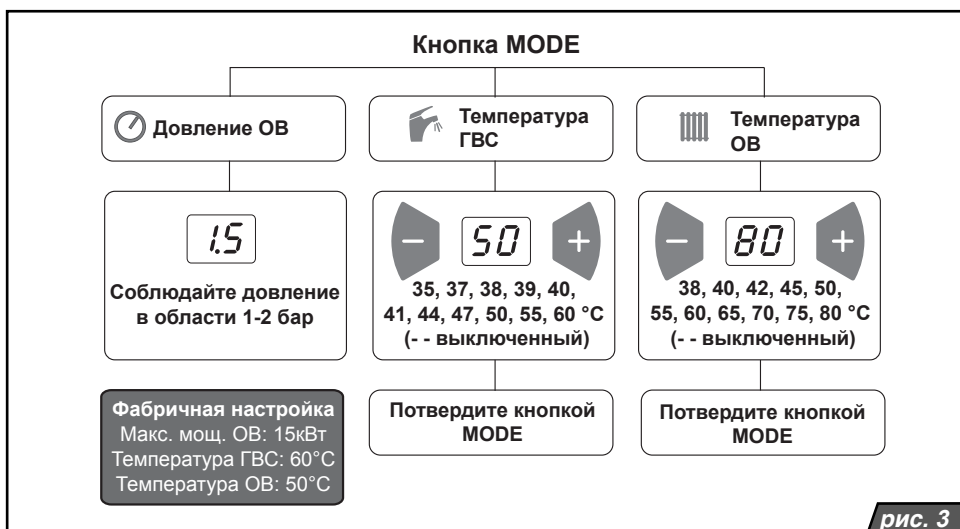 Кнопка MODE
Довление ОВ
1.5
Соблюдайте довление
в области 1-2 бар
Температура
ГВС
- 50 +
35, 37, 38, 39, 40,
41, 44, 47, 50, 55, 60 °C
(- - выключенный)
Потвердите кнопкой
MODE
Температура
ОВ
- 80 +
38, 40, 42, 45, 50,
55, 60, 65, 70, 75, 80 °C
(- - выключенный)
Потвердите кнопкой
MODE
Фабричная настройка
Макс. мощ. ОВ: 15кВт
Температура ГВС: 60°C
Температура ОВ: 50°C
рис. 3